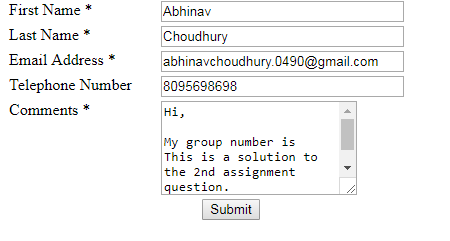 First Name * Abhinav
Last Name * Choudhury
Email Address * abhinavchoudhury.0490@gmail.com
Telephone Number 8095698698
Comments * Hi,
My group number is
This is a solution to
the 2nd assignment
question.
Submit